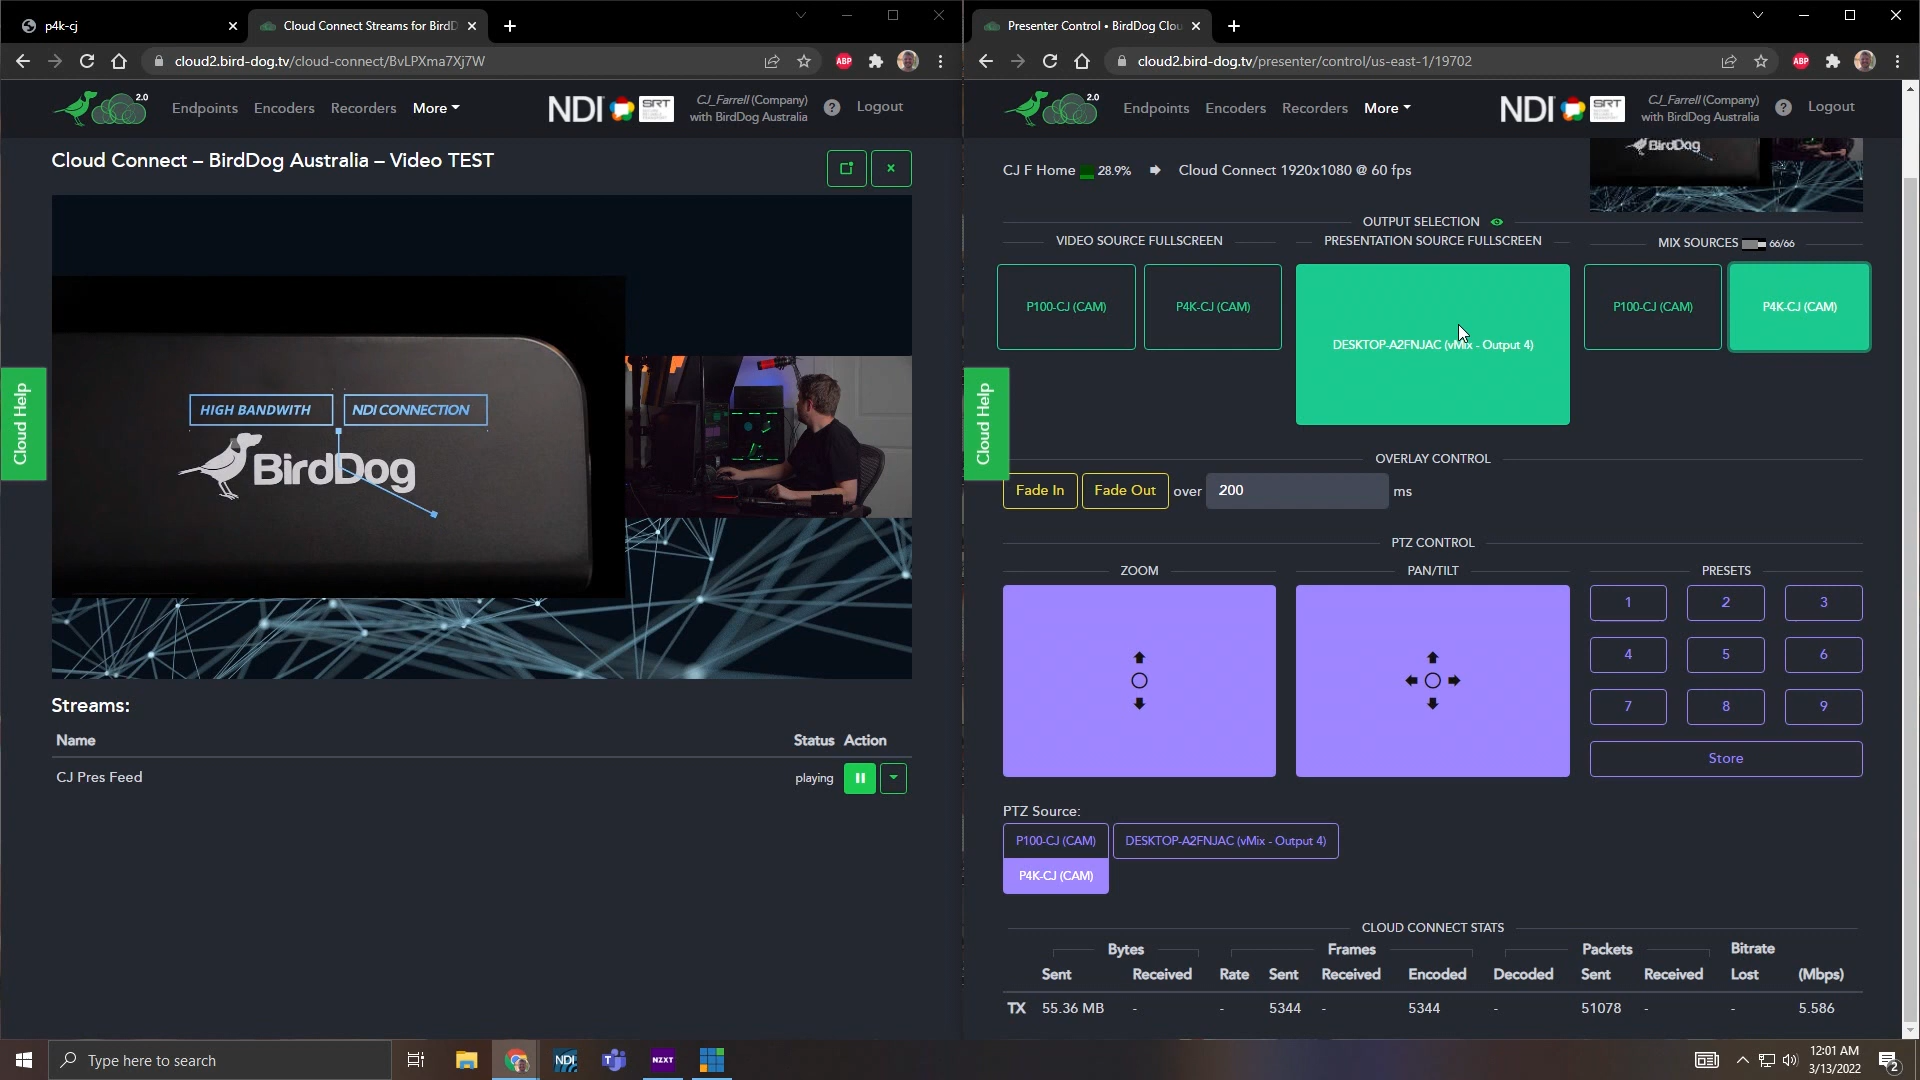 p4k-cj
Cloud Connect Streams for BirdD
cloud2.bird-dog.tv/cloud-connect/BvLPXma7Xj7W
ABP
2.0
Endpoints
Encoders
Recorders
More
NDI
SRT
CJ_Farrell (Company)
with BirdDog Australia
?
Logout
Cloud Connect – BirdDog Australia – Video TEST
HIGH BANDWITH
NDI CONNECTION
BirdDog
Cloud Help
Streams:
Name
Status
Action
CJ Pres Feed
playing
Presenter Control • BirdDog Clou
cloud2.bird-dog.tv/presenter/control/us-east-1/19702
ABP
2.0
Endpoints
Encoders
Recorders
More
NDI
SRT
CJ_Farrell (Company)
with BirdDog Australia
?
Logout
CJ F Home 28.9% Cloud Connect 1920x1080 @ 60 fps
BirdDog
OUTPUT SELECTION
VIDEO SOURCE FULLSCREEN
PRESENTATION SOURCE FULLSCREEN
MIX SOURCES 66/66
P100-CJ (CAM)
P4K-CJ (CAM)
DESKTOP-A2FNJAC (vMix - Output 4)
P100-CJ (CAM)
P4K-CJ (CAM)
Cloud Help
OVERLAY CONTROL
Fade In
Fade Out
over
200
ms
PTZ CONTROL
ZOOM
PAN/TILT
PRESETS
1 2 3
4 5 6
7 8 9
Store
PTZ Source:
P100-CJ (CAM)
DESKTOP-A2FNJAC (vMix - Output 4)
P4K-CJ (CAM)
CLOUD CONNECT STATS
Bytes Frames Packets Bitrate
Sent Received Rate Sent Received Encoded Decoded Sent Received Lost (Mbps)
TX 55.36 MB - - 5344 - 5344 - 51078 - - 5.586
Type here to search
NDI
T
NZXT
12:01 AM
3/13/2022
2